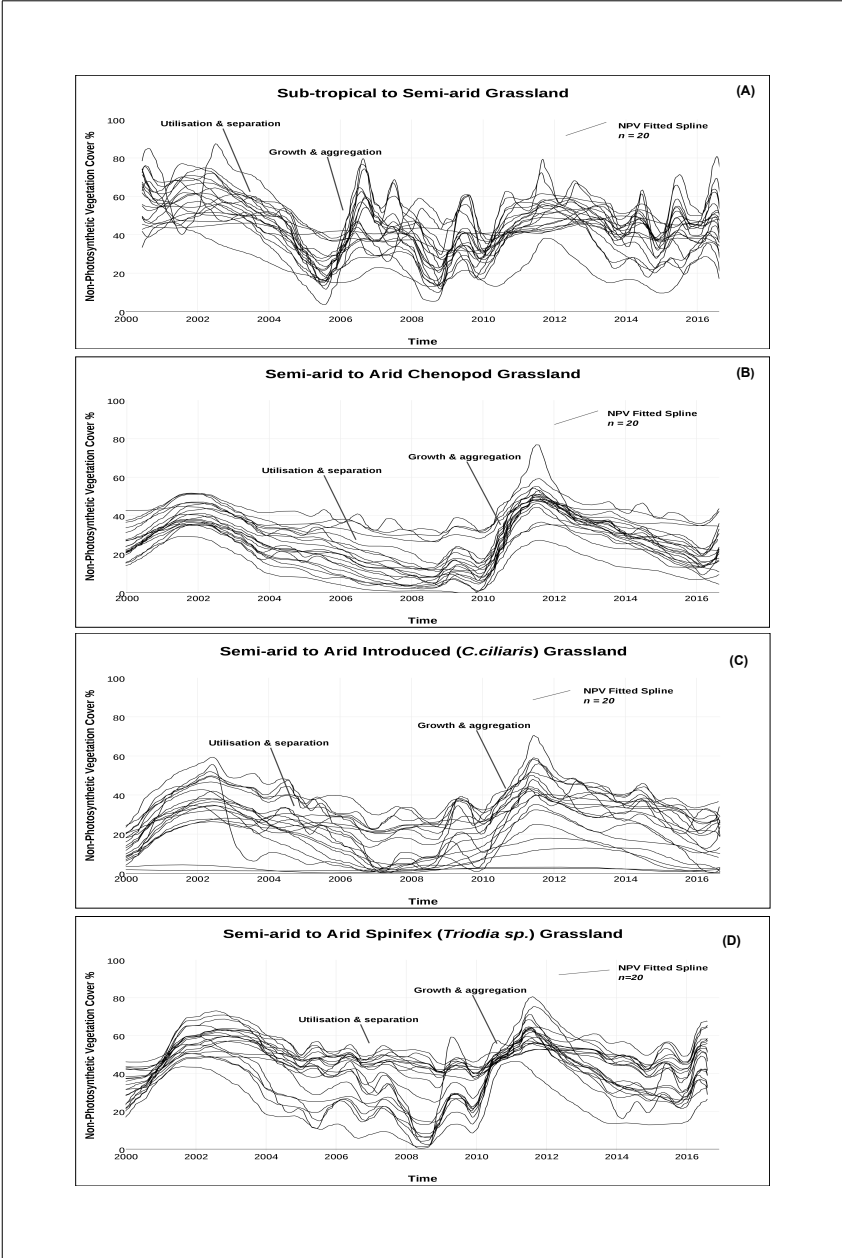 Sub-tropical to Semi-arid Grassland
(A)
Utilisation & separation
Growth & aggregation
NPV Fitted Spline
n = 20
Non-Photosynthetic Vegetation Cover %
100
80
60
40
20
0
2000 2002 2004 2006 2008 2010 2012 2014 2016
Time
Semi-arid to Arid Chenopod Grassland
(B)
NPV Fitted Spline
n = 20
Growth & aggregation
Utilisation & separation
Non-Photosynthetic Vegetation Cover %
100
80
60
40
20
0
2000 2002 2004 2006 2008 2010 2012 2014 2016
Time
Semi-arid to Arid Introduced (C.ciliaris) Grassland
(C)
NPV Fitted Spline
n = 20
Growth & aggregation
Utilisation & separation
Non-Photosynthetic Vegetation Cover %
100
80
60
40
20
0
2000 2002 2004 2006 2008 2010 2012 2014 2016
Time
Semi-arid to Arid Spinifex (Triodia sp.) Grassland
(D)
NPV Fitted Spline
n=20
Growth & aggregation
Utilisation & separation
Non-Photosynthetic Vegetation Cover %
100
80
60
40
20
0
2000 2002 2004 2006 2008 2010 2012 2014 2016
Time